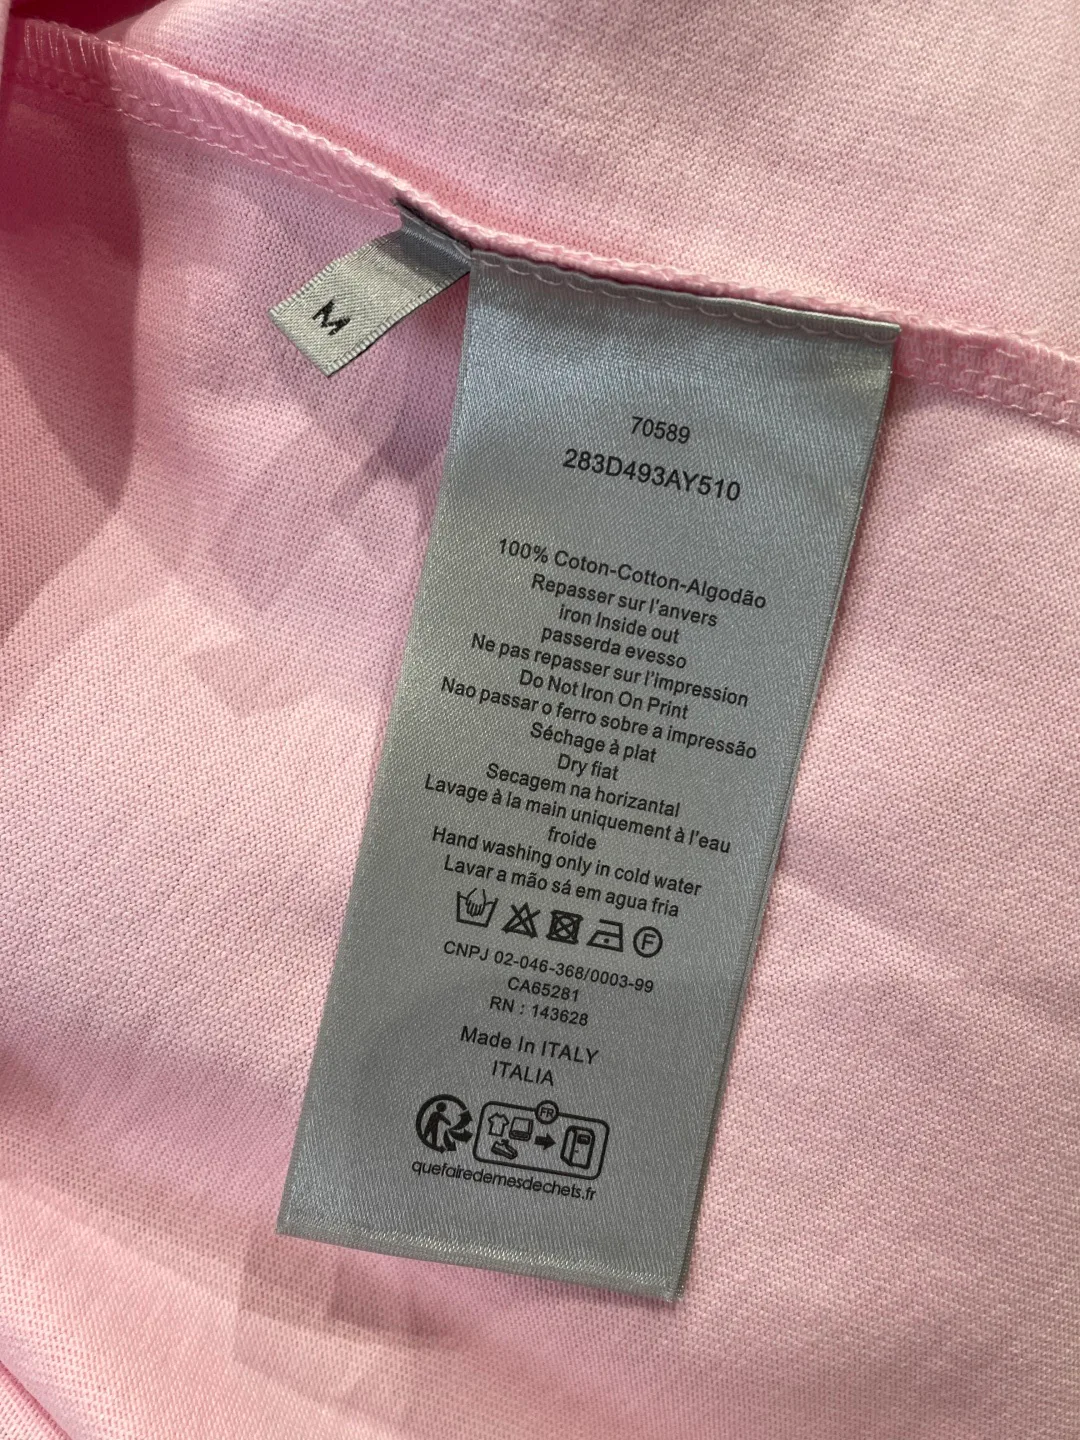 M
70589
283D493AY510
100% Coton-Cotton-Algodão
Repasser sur l'anvers
iron Inside out
passerda evesso
Ne pas repasser sur l'impression
Do Not Iron On Print
Nao passar o ferro sobre a impressão
Séchage à plat
Dry fiat
Secagem na horizantal
Lavage à la main uniquement à l'eau
froide
Hand washing only in cold water
Lavar a mão sá em agua fria
F
CNPJ 02-046-368/0003-99
CA65281
RN : 143628
Made In ITALY
ITALIA
FR
quefairedemesdechets.fr